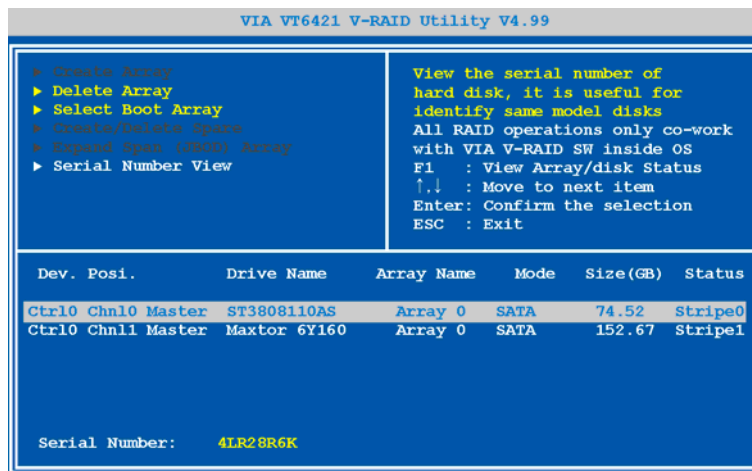 VIA VT6421 V-RAID Utility V4.99
▶ Create Array
▶ Delete Array
▶ Select Boot Array
▶ Create/Delete Spare
▶ Expand Span (JBOD) Array
▶ Serial Number View
View the serial number of
hard disk, it is useful for
identify same model disks
All RAID operations only co-work
with VIA V-RAID SW inside OS
F1 : View Array/disk Status
↑,↓ : Move to next item
Enter: Confirm the selection
ESC : Exit
Dev. Posi. Drive Name Array Name Mode Size(GB) Status
Ctrl0 Chnl0 Master ST3808110AS Array 0 SATA 74.52 Stripe0
Ctrl0 Chnl1 Master Maxtor 6Y160 Array 0 SATA 152.67 Stripe1
Serial Number: 4LR28R6K